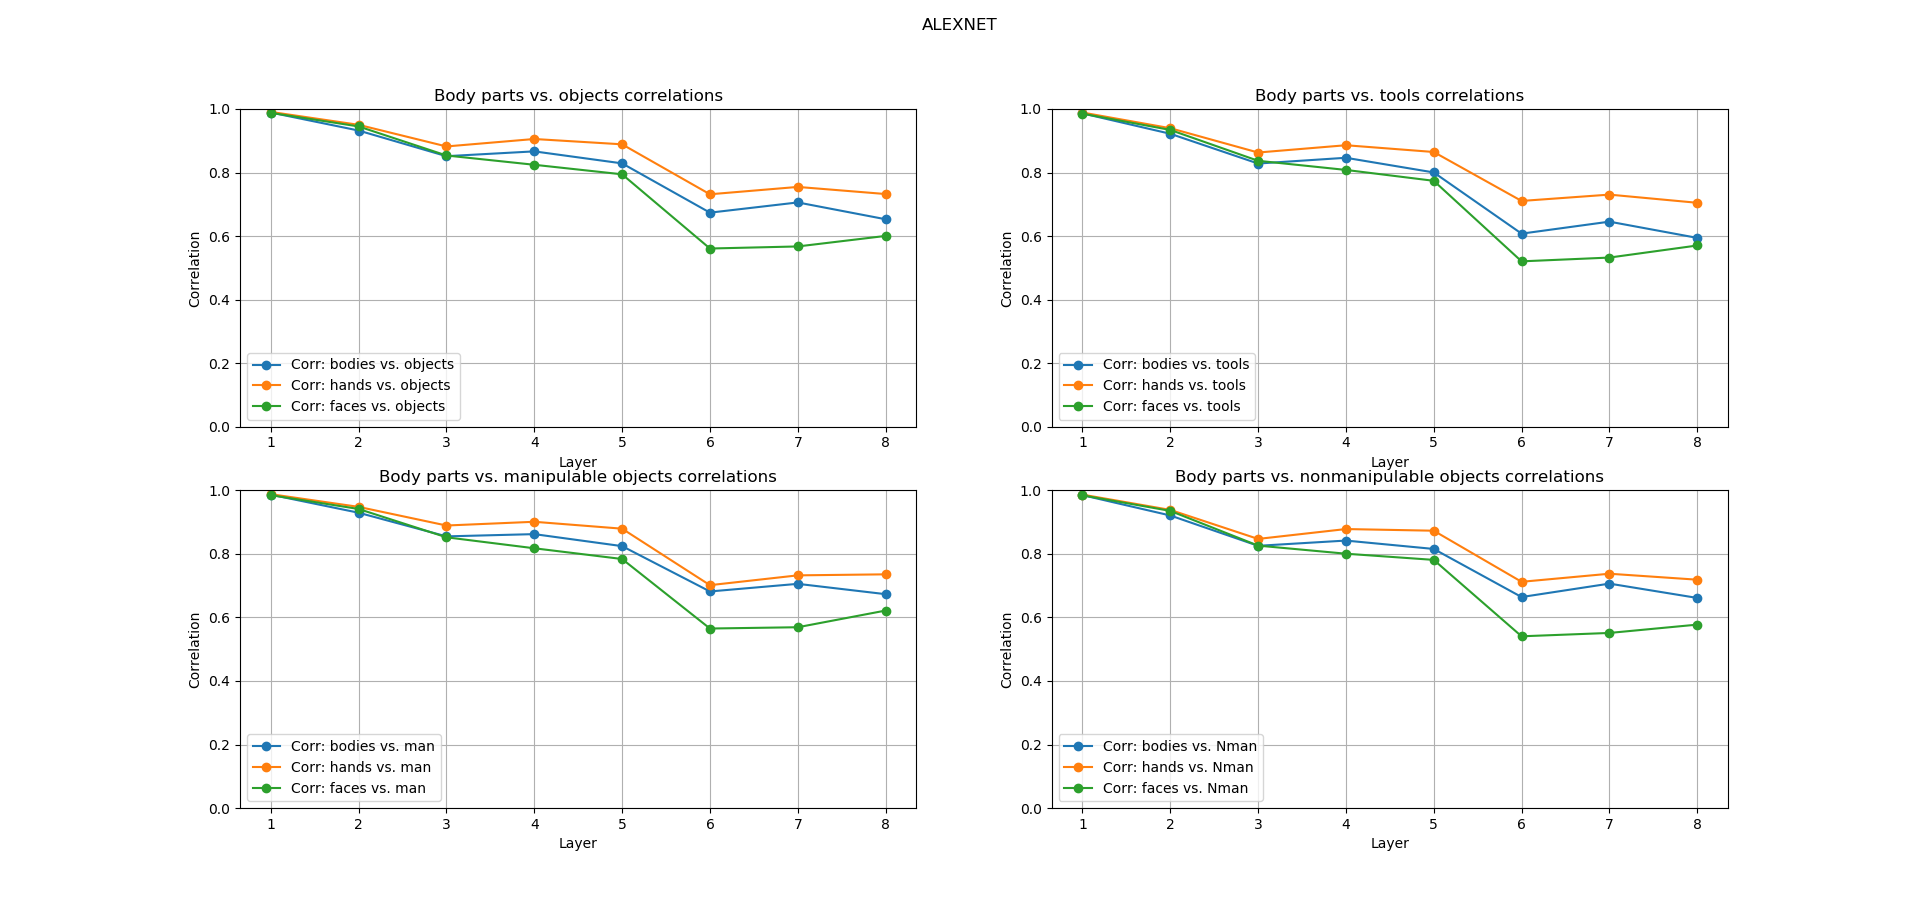 ALEXNET
Body parts vs. objects correlations
1.0
0.8
0.6
0.4
0.2
0.0
Correlation
Corr: bodies vs. objects
Corr: hands vs. objects
Corr: faces vs. objects
1 2 3 4 5 6 7 8
Layer
Body parts vs. tools correlations
1.0
0.8
0.6
0.4
0.2
0.0
Correlation
Corr: bodies vs. tools
Corr: hands vs. tools
Corr: faces vs. tools
1 2 3 4 5 6 7 8
Layer
Body parts vs. manipulable objects correlations
1.0
0.8
0.6
0.4
0.2
0.0
Correlation
Corr: bodies vs. man
Corr: hands vs. man
Corr: faces vs. man
1 2 3 4 5 6 7 8
Layer
Body parts vs. nonmanipulable objects correlations
1.0
0.8
0.6
0.4
0.2
0.0
Correlation
Corr: bodies vs. Nman
Corr: hands vs. Nman
Corr: faces vs. Nman
1 2 3 4 5 6 7 8
Layer